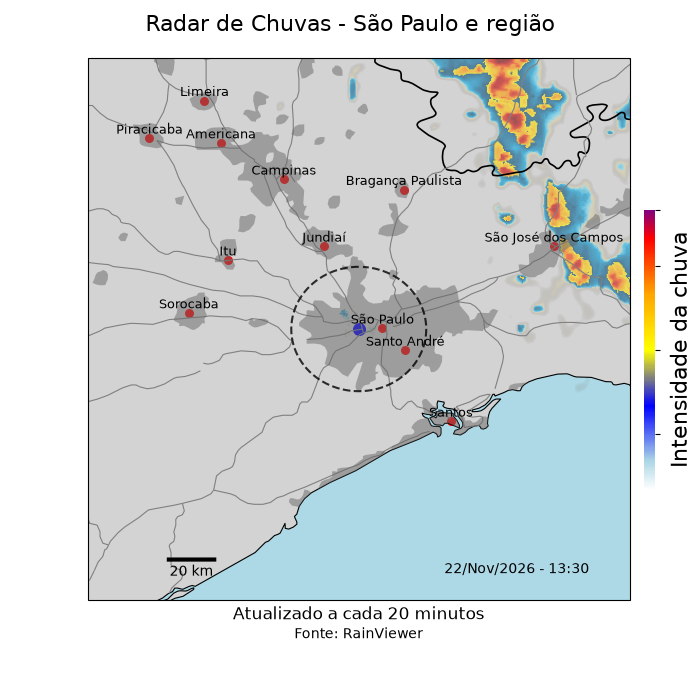 Radar de Chuvas - São Paulo e região
Limeira
Piracicaba
Americana
Campinas
Bragança Paulista
Jundiaí
São José dos Campos
Itu
Sorocaba
São Paulo
Santo André
Santos
Intensidade da chuva
20 km
22/Nov/2026 - 13:30
Atualizado a cada 20 minutos
Fonte: RainViewer